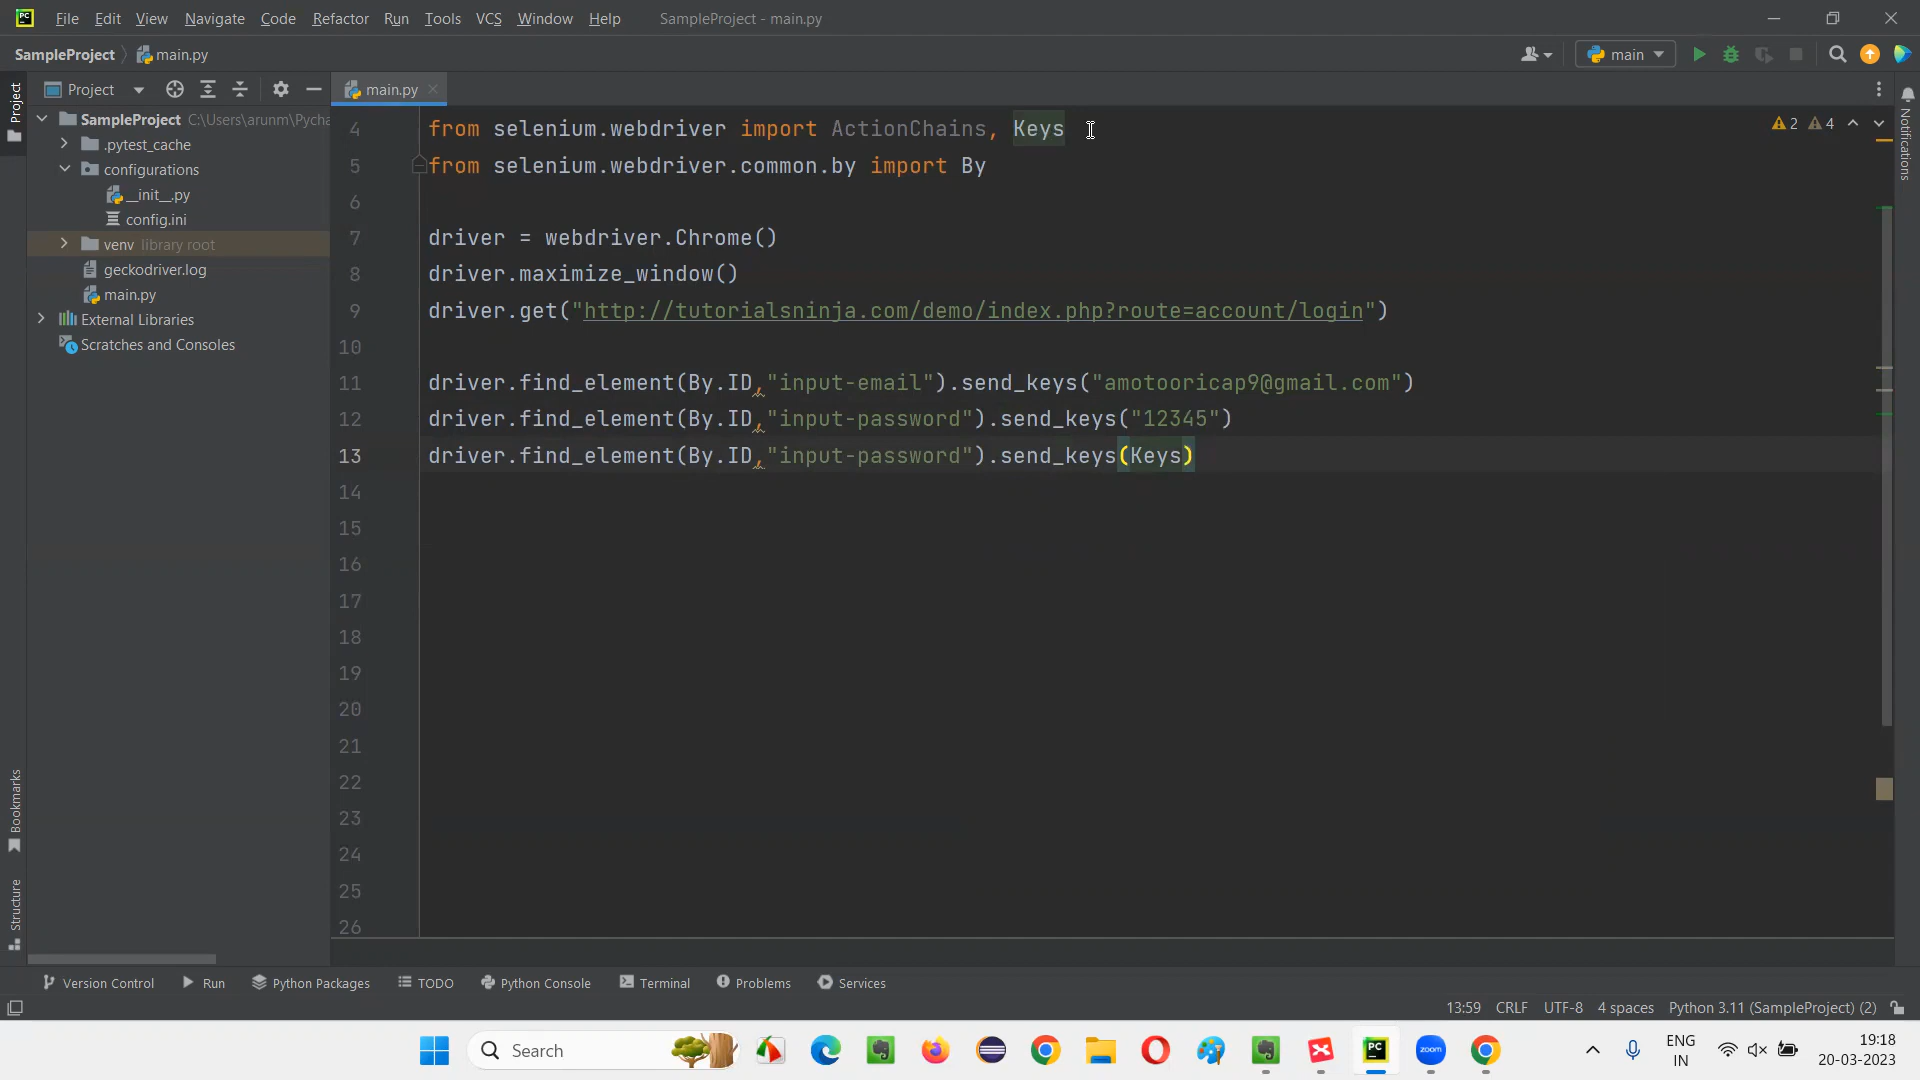 File Edit View Navigate Code Refactor Run Tools VCS Window Help SampleProject - main.py
SampleProject main.py main
Project main.py
Project
SampleProject C:\Users\arunm\Pycha
.pytest_cache
configurations
__init__.py
config.ini
venv library root
geckodriver.log
main.py
External Libraries
Scratches and Consoles
Bookmarks
Structure
2 4
Notifications
4 from selenium.webdriver import ActionChains, Keys
5 from selenium.webdriver.common.by import By
6
7 driver = webdriver.Chrome()
8 driver.maximize_window()
9 driver.get("http://tutorialsninja.com/demo/index.php?route=account/login")
10
11 driver.find_element(By.ID,"input-email").send_keys("amotooricap9@gmail.com")
12 driver.find_element(By.ID,"input-password").send_keys("12345")
13 driver.find_element(By.ID,"input-password").send_keys(Keys)
14
15
16
17
18
19
20
21
22
23
24
25
26
Version Control Run Python Packages TODO Python Console Terminal Problems Services
13:59 CRLF UTF-8 4 spaces Python 3.11 (SampleProject) (2)
Search zoom ENG 19:18
IN 20-03-2023